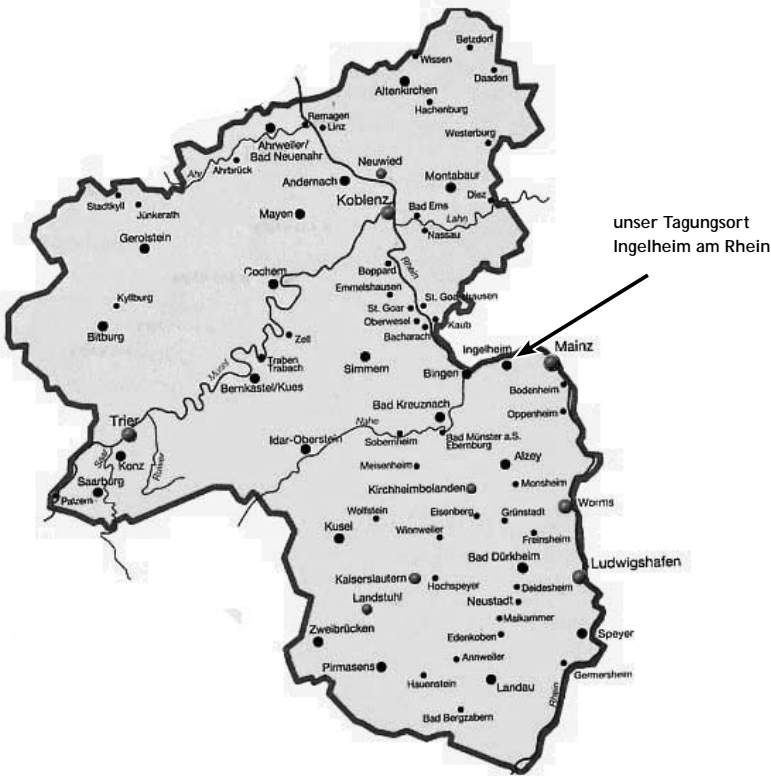 Betzdorf
Wissen
Daaden
Altenkirchen
Hachenburg
Remagen
Linz
Westerburg
Ahrweiler/
Bad Neuenahr
Ahr
Ahrbrück
Neuwied
Andernach
Montabaur
Diez
Stadtkyll
Jünkerath
Koblenz
Bad Ems
Lahn
Mayen
Nassau
unser Tagungsort
Ingelheim am Rhein
Gerolstein
Rhein
Cochem
Boppard
Emmelshausen
Kyllburg
St. Goarshausen
St. Goar
Oberwesel
Kaub
Bitburg
Bacharach
Zell
Ingelheim
Mainz
Mosel
Traben
Trabach
Simmern
Bingen
Bernkastel/Kues
Bodenheim
Bad Kreuznach
Oppenheim
Trier
Nahe
Idar-Oberstein
Sobernheim
Bad Münster a.S.
Ebernburg
Saar
Konz
Ruwer
Meisenheim
Alzey
Saarburg
Palzem
Kirchheimbolanden
Monsheim
Worms
Wolfstein
Eisenberg
Grünstadt
Kusel
Winnweiler
Freinsheim
Bad Dürkheim
Ludwigshafen
Kaiserslautern
Hochspeyer
Deidesheim
Landstuhl
Neustadt
Maikammer
Zweibrücken
Edenkoben
Speyer
Pirmasens
Annweiler
Germersheim
Hauenstein
Landau
Rhein
Bad Bergzabern